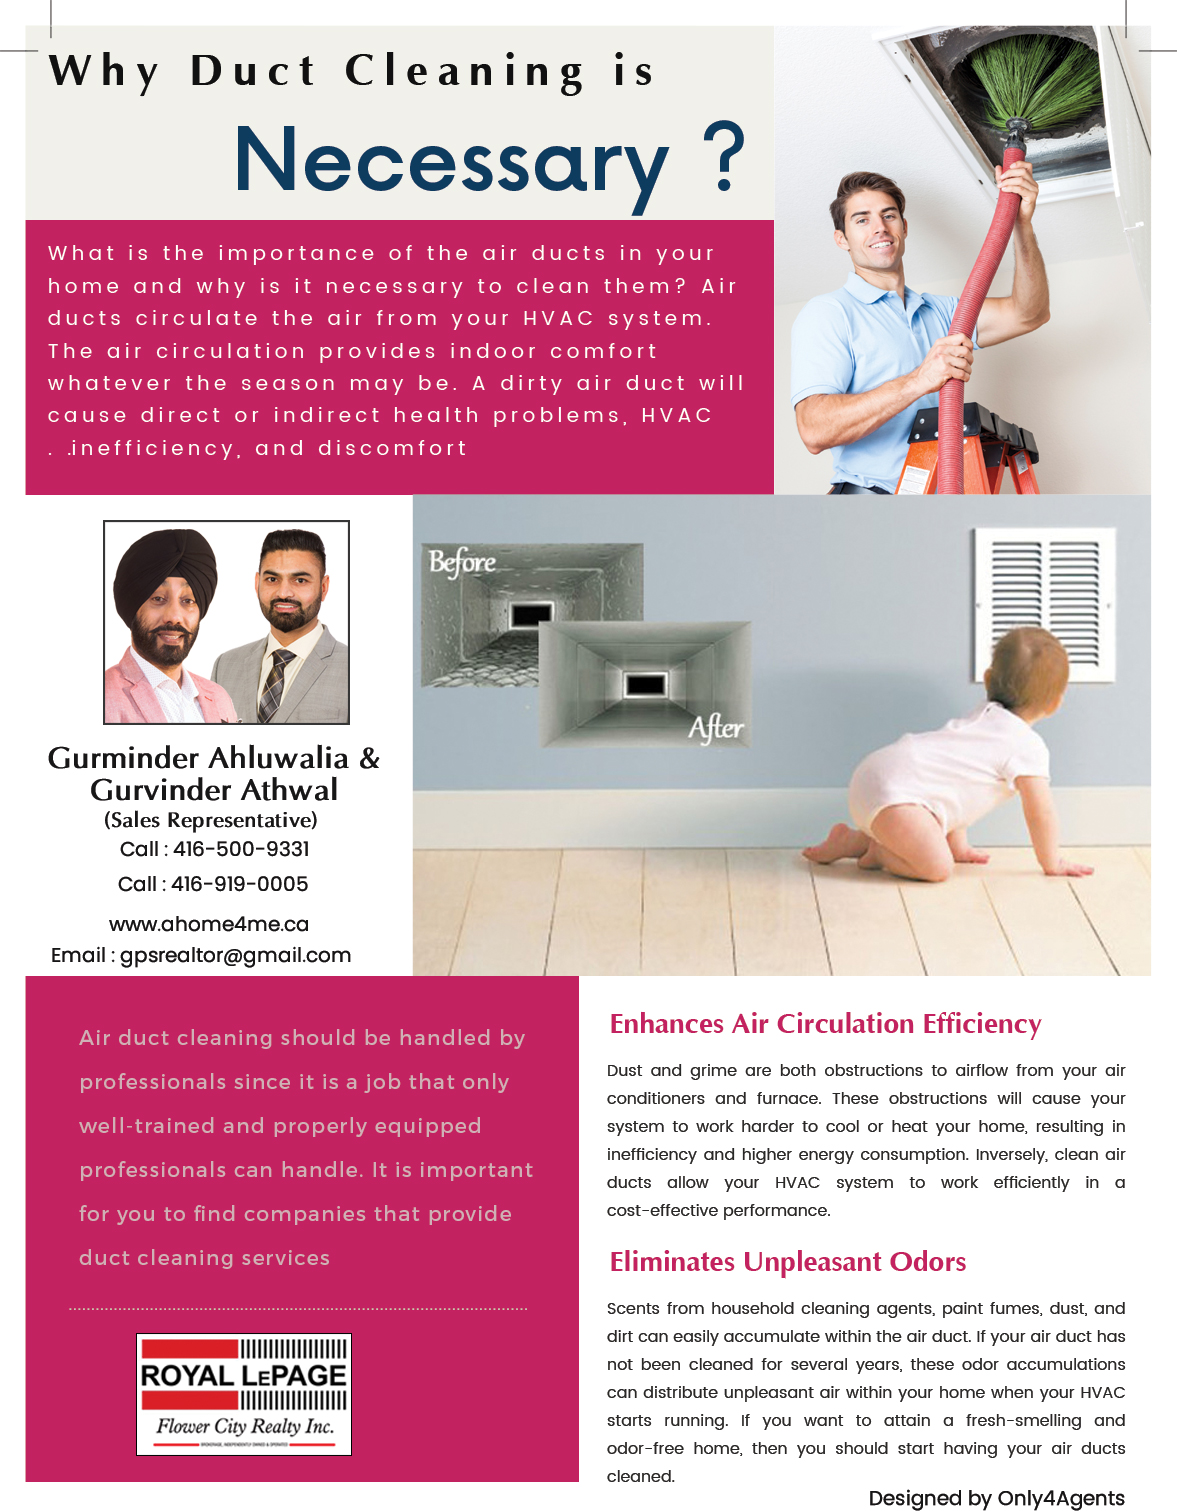 Why Duct Cleaning is
Necessary ?
What is the importance of the air ducts in your
home and why is it necessary to clean them? Air
ducts circulate the air from your HVAC system.
The air circulation provides indoor comfort
whatever the season may be. A dirty air duct will
cause direct or indirect health problems, HVAC
. .inefficiency, and discomfort
Before
After
Gurminder Ahluwalia &
Gurvinder Athwal
(Sales Representative)
Call : 416-500-9331
Call : 416-919-0005
www.ahome4me.ca
Email : gpsrealtor@gmail.com
Air duct cleaning should be handled by
professionals since it is a job that only
well-trained and properly equipped
professionals can handle. It is important
for you to find companies that provide
duct cleaning services
ROYAL LEPAGE
Flower City Realty Inc.
BROKERAGE, INDEPENDENTLY OWNED & OPERATED
Enhances Air Circulation Efficiency
Dust and grime are both obstructions to airflow from your air
conditioners and furnace. These obstructions will cause your
system to work harder to cool or heat your home, resulting in
inefficiency and higher energy consumption. Inversely, clean air
ducts allow your HVAC system to work efficiently in a
cost-effective performance.
Eliminates Unpleasant Odors
Scents from household cleaning agents, paint fumes, dust, and
dirt can easily accumulate within the air duct. If your air duct has
not been cleaned for several years, these odor accumulations
can distribute unpleasant air within your home when your HVAC
starts running. If you want to attain a fresh-smelling and
odor-free home, then you should start having your air ducts
cleaned.
Designed by Only4Agents